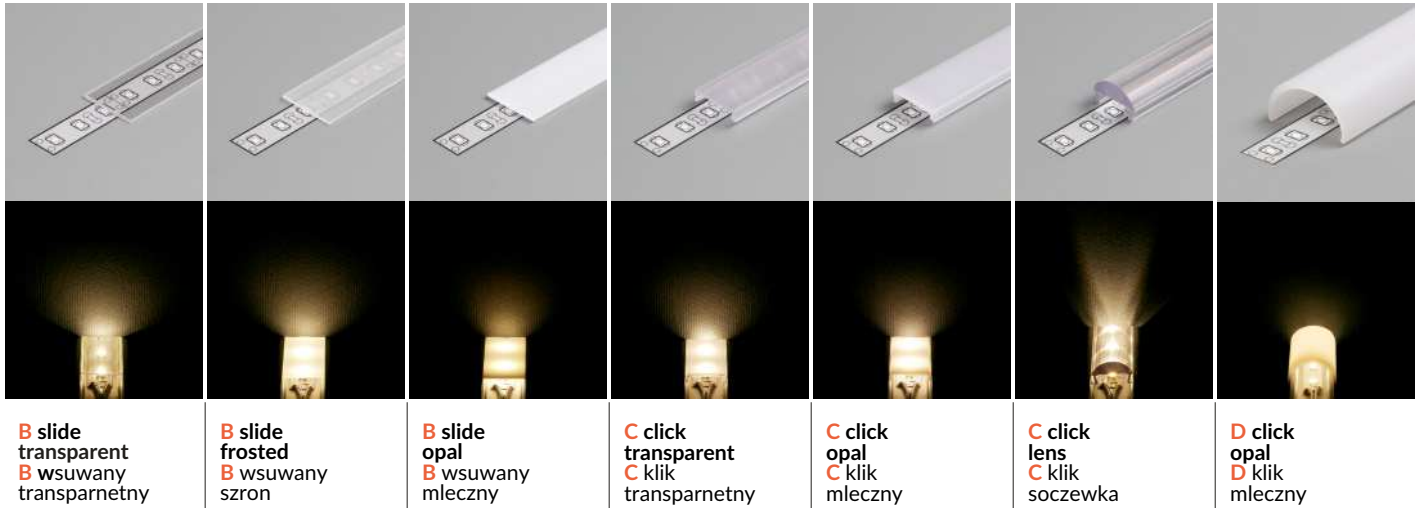 B slide
transparent
B wsuwany
transparnetny
B slide
frosted
B wsuwany
szron
B slide
opal
B wsuwany
mleczny
C click
transparent
C klik
transparnetny
C click
opal
C klik
mleczny
C click
lens
C klik
soczewka
D click
opal
D klik
mleczny